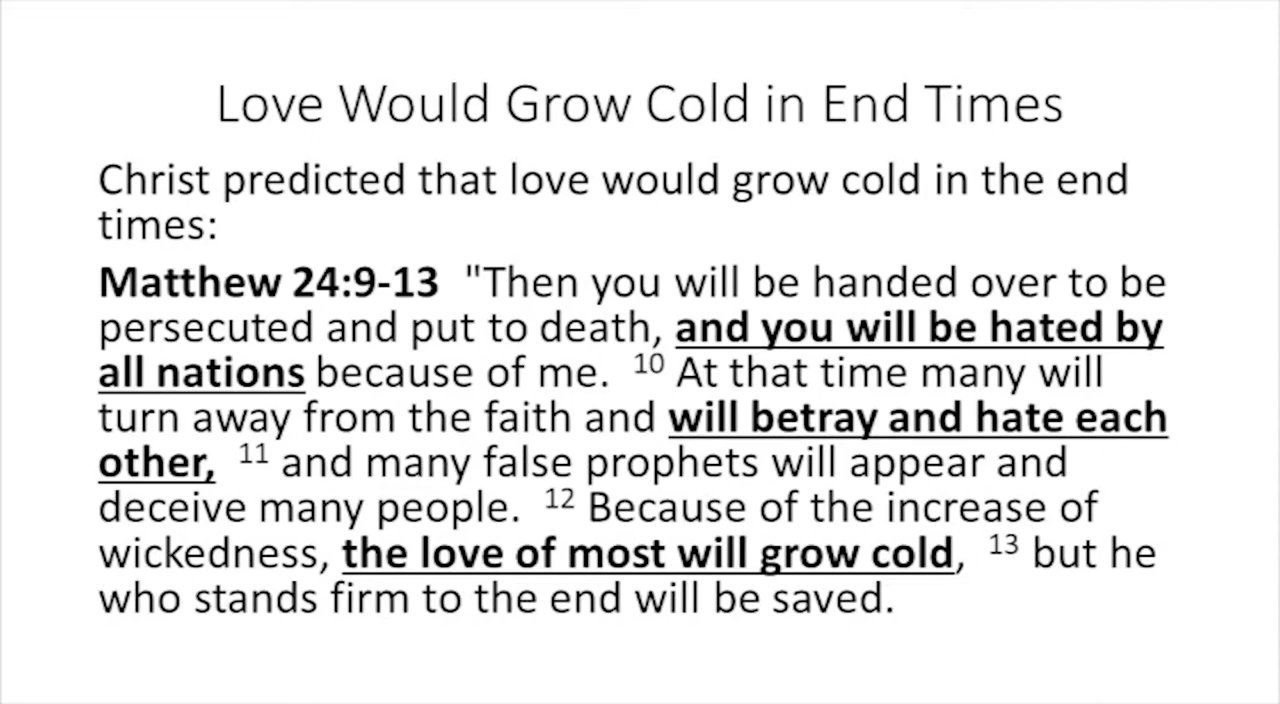 Love Would Grow Cold in End Times
Christ predicted that love would grow cold in the end
times:
Matthew 24:9-13  "Then you will be handed over to be
persecuted and put to death, and you will be hated by
all nations because of me.  10 At that time many will
turn away from the faith and will betray and hate each
other,  11 and many false prophets will appear and
deceive many people.  12 Because of the increase of
wickedness, the love of most will grow cold,  13 but he
who stands firm to the end will be saved.